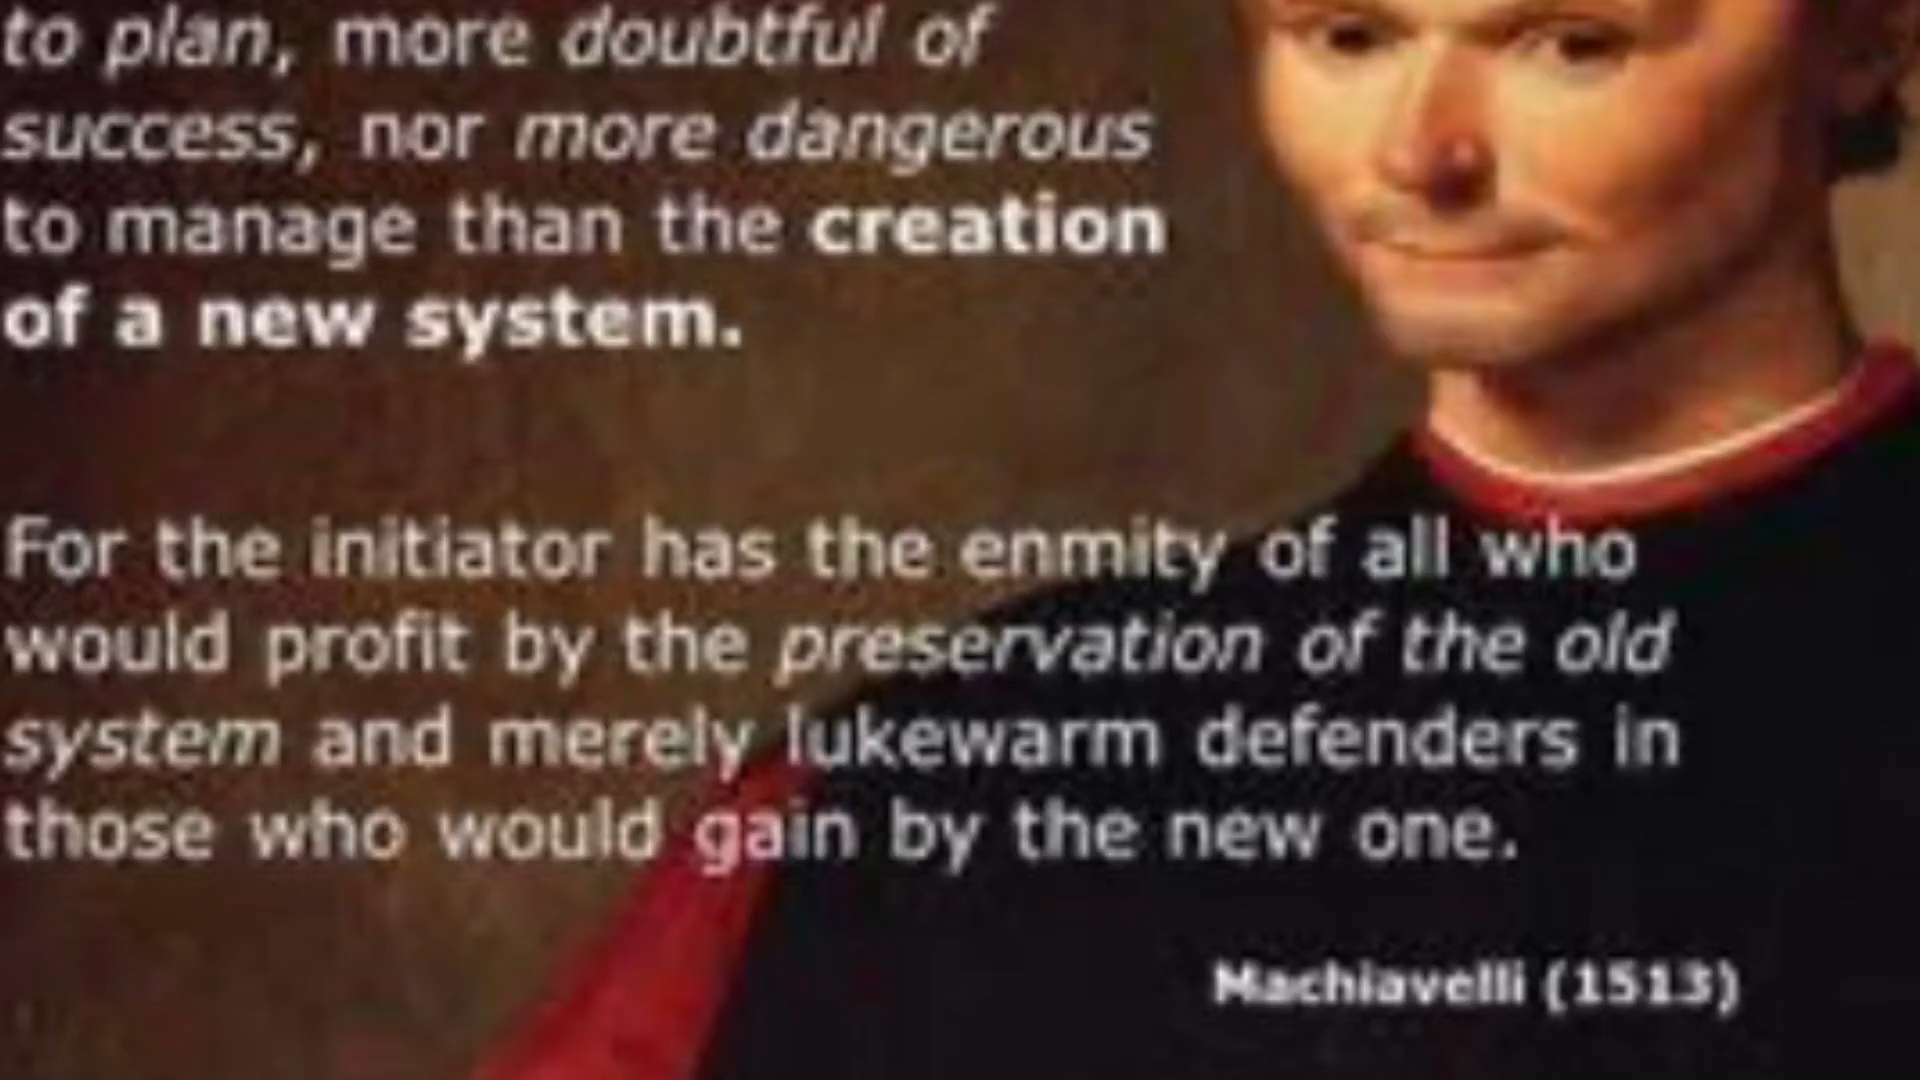 to plan, more doubtful of
success, nor more dangerous
to manage than the creation
of a new system.
For the initiator has the enmity of all who
would profit by the preservation of the old
system and merely lukewarm defenders in
those who would gain by the new one.
Machiavelli (1513)